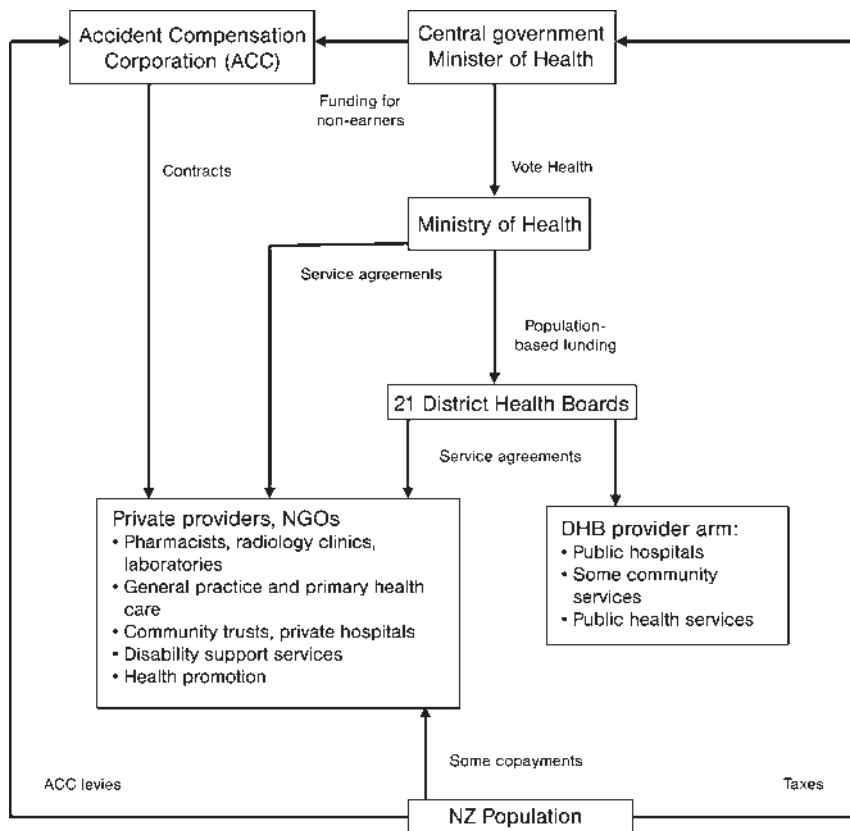 Accident Compensation
Corporation (ACC)
Central government
Minister of Health
Funding for
non-earners
Contracts
Vote Health
Ministry of Health
Service agreements
Population-
based funding
21 District Health Boards
Service agreements
Private providers, NGOs
• Pharmacists, radiology clinics,
laboratories
• General practice and primary health
care
• Community trusts, private hospitals
• Disability support services
• Health promotion
DHB provider arm:
• Public hospitals
• Some community
services
• Public health services
Some copayments
ACC levies
Taxes
NZ Population